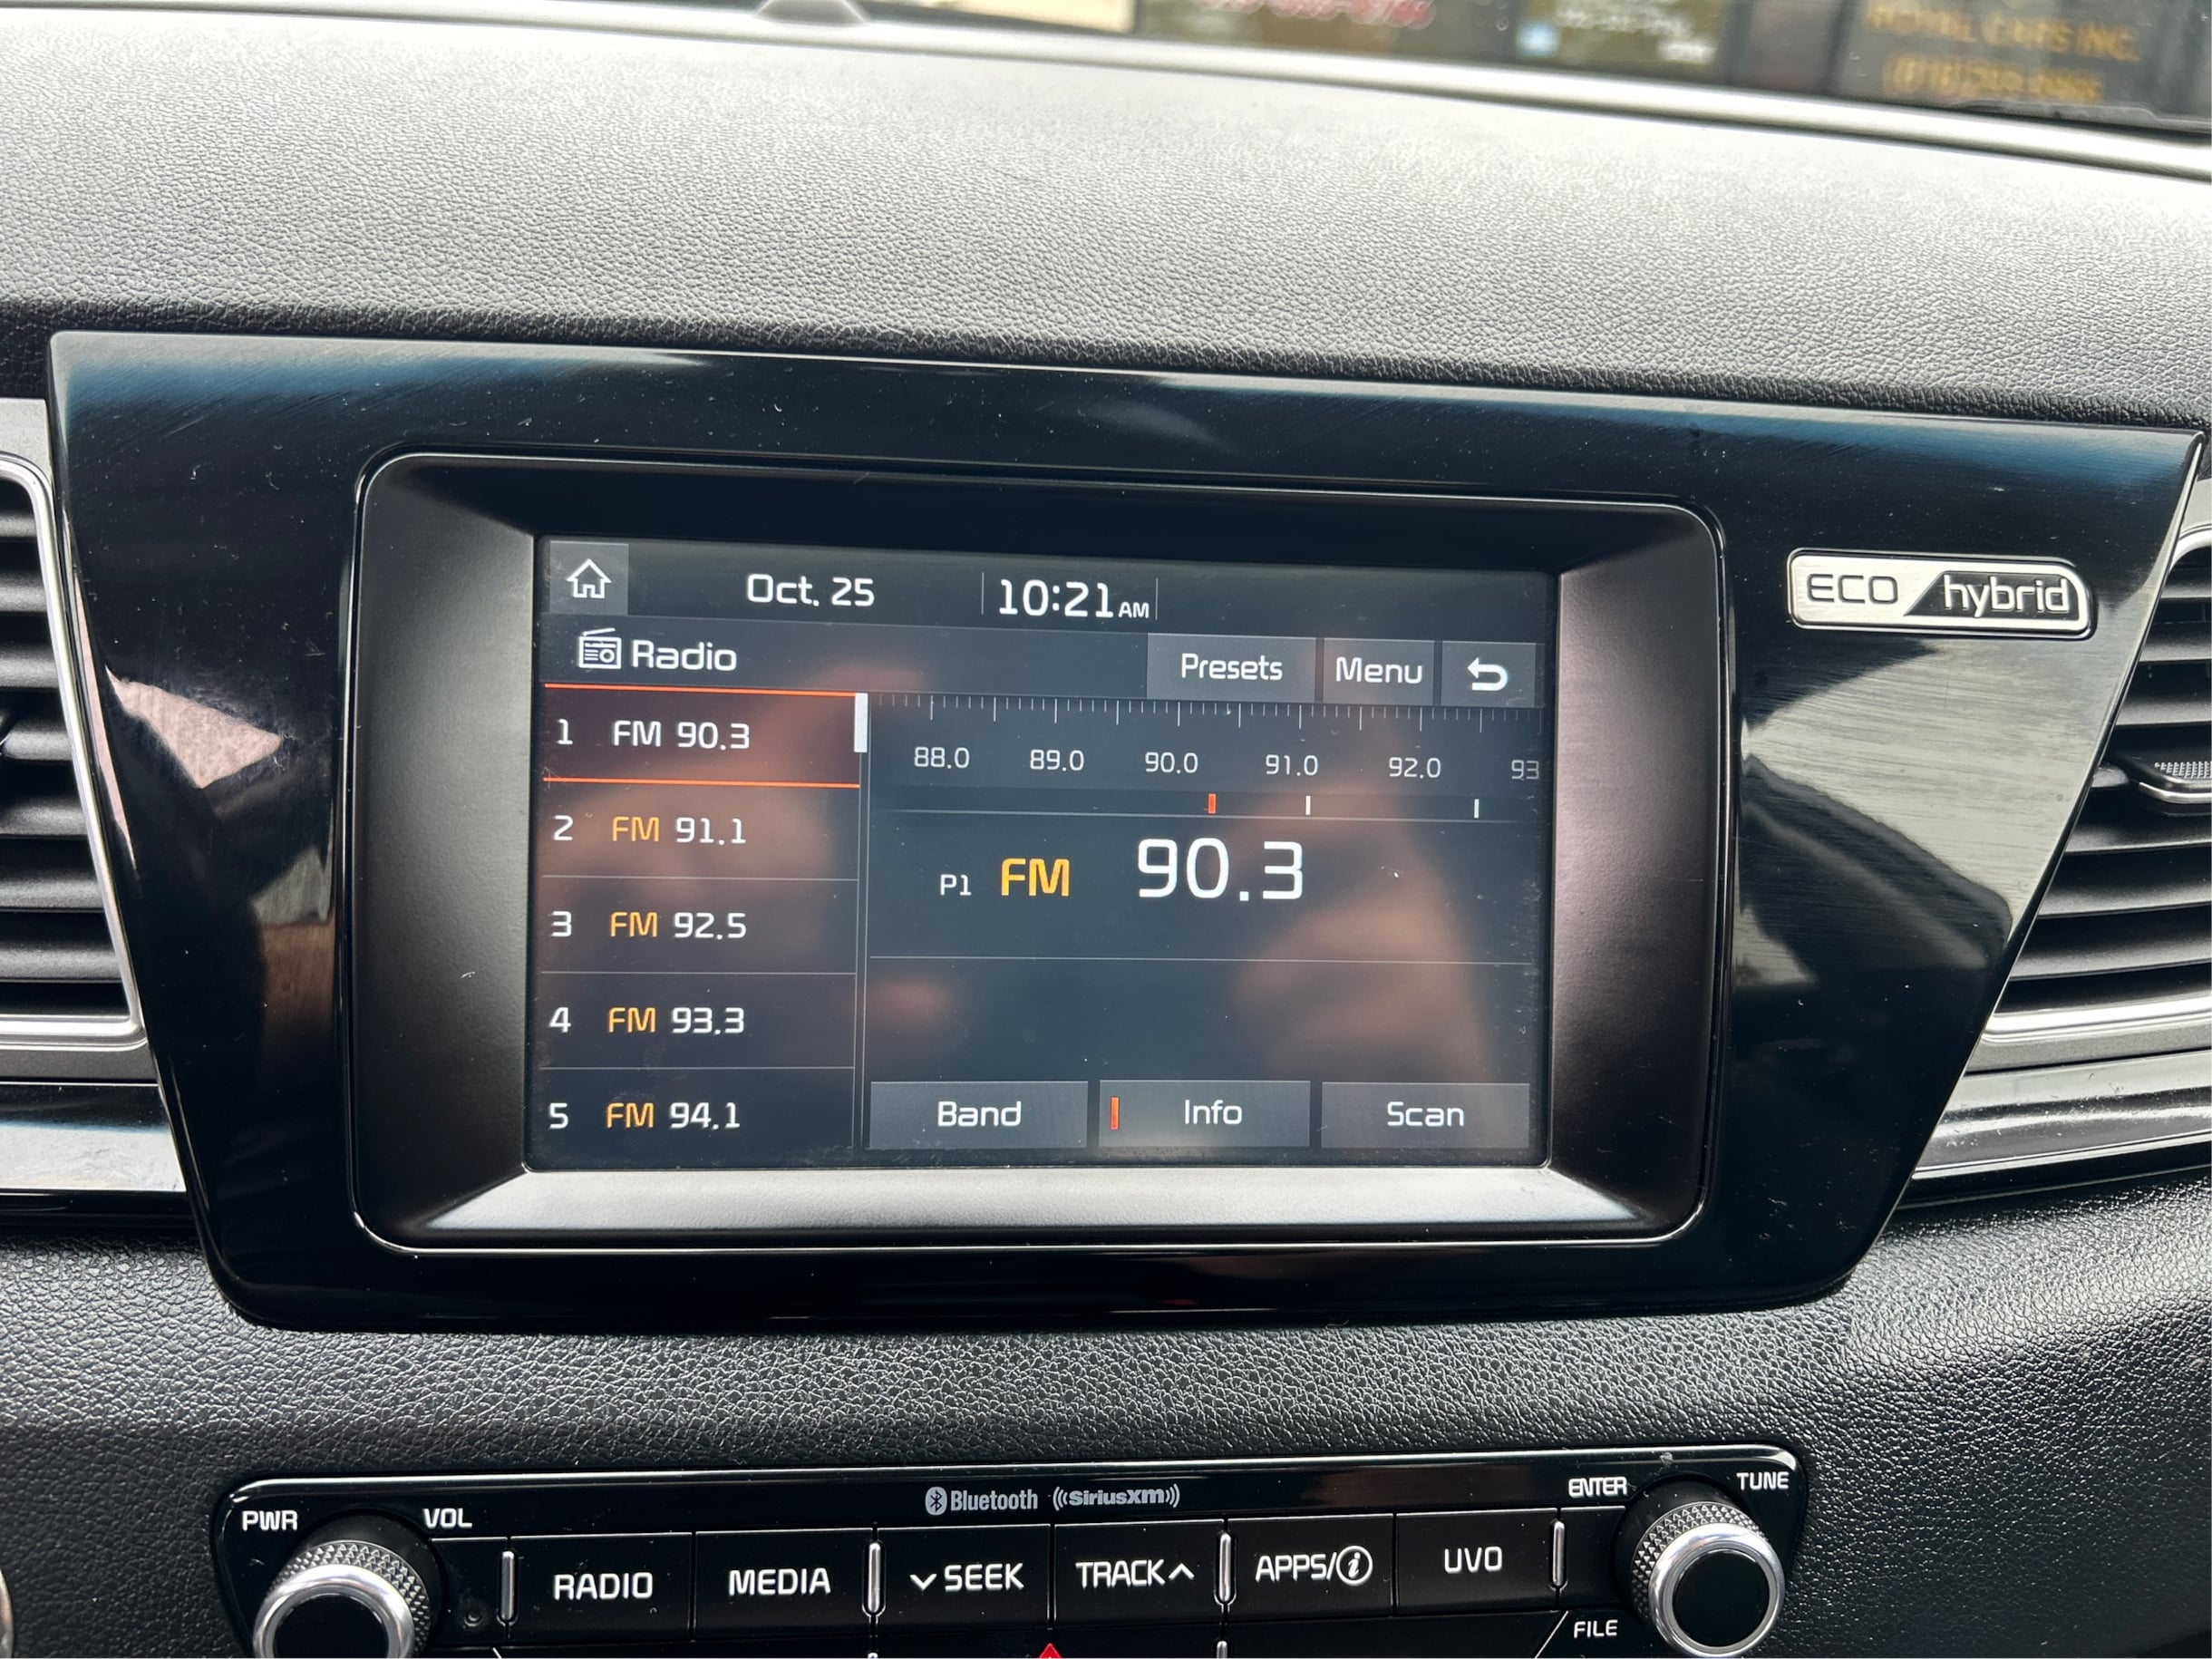 ROYAL CARS INC.
ECO hybrid
Oct. 25
10:21 AM
Radio
Presets
Menu
1 FM 90.3
2 FM 91.1
3 FM 92.5
4 FM 93.3
5 FM 94.1
88.0 89.0 90.0 91.0 92.0 93
P1 FM 90.3
Band
Info
Scan
Bluetooth SiriusXM
PWR
VOL
RADIO
MEDIA
SEEK
TRACK
APPS/i
UVO
ENTER
TUNE
FILE